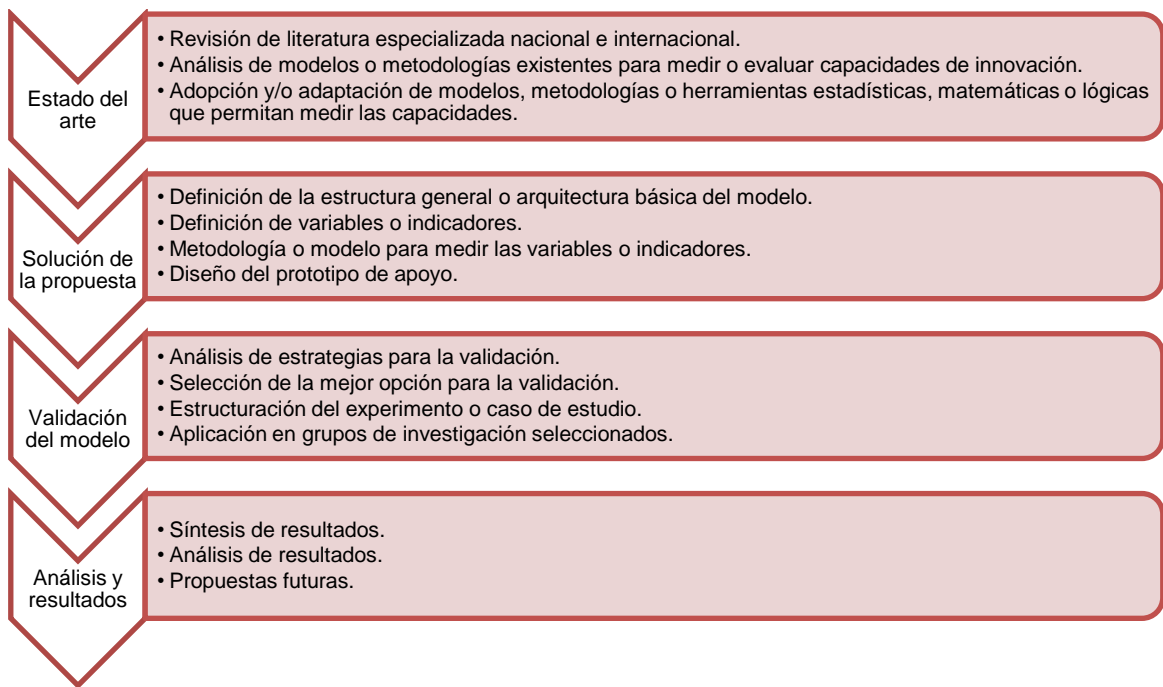 Estado del
arte
• Revisión de literatura especializada nacional e internacional.
• Análisis de modelos o metodologías existentes para medir o evaluar capacidades de innovación.
• Adopción y/o adaptación de modelos, metodologías o herramientas estadísticas, matemáticas o lógicas
que permitan medir las capacidades.
Solución de
la propuesta
• Definición de la estructura general o arquitectura básica del modelo.
• Definición de variables o indicadores.
• Metodología o modelo para medir las variables o indicadores.
• Diseño del prototipo de apoyo.
Validación
del modelo
• Análisis de estrategias para la validación.
• Selección de la mejor opción para la validación.
• Estructuración del experimento o caso de estudio.
• Aplicación en grupos de investigación seleccionados.
Análisis y
resultados
• Síntesis de resultados.
• Análisis de resultados.
• Propuestas futuras.